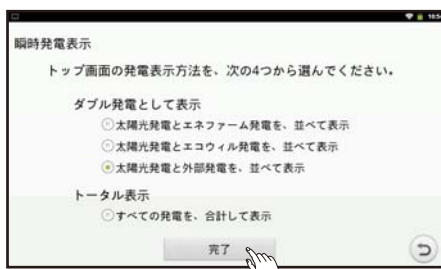 瞬時発電表示
トップ画面の発電表示方法を、次の4つから選んでください。
ダブル発電として表示
太陽光発電とエネファーム発電を、並べて表示
太陽光発電とエコウィル発電を、並べて表示
太陽光発電と外部発電を、並べて表示
トータル表示
すべての発電を、合計して表示
完了